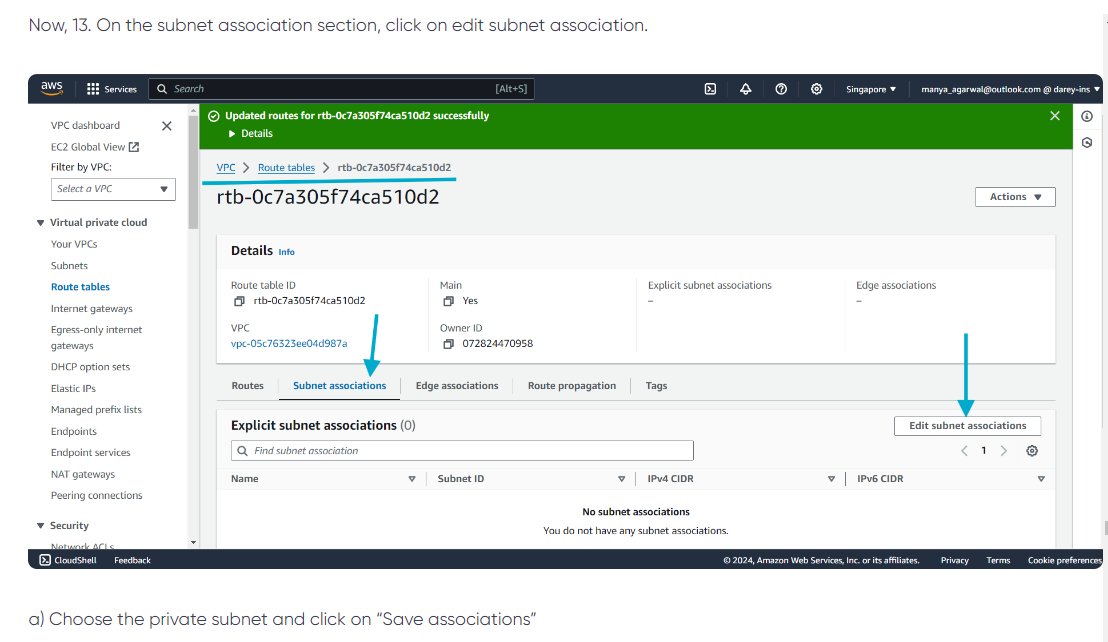 Now, 13. On the subnet association section, click on edit subnet association.
aws
Services
Search
[Alt+S]
Singapore
manya_agarwal@outlook.com @ darey-ins
VPC dashboard
EC2 Global View
Filter by VPC:
Select a VPC
Virtual private cloud
Your VPCs
Subnets
Route tables
Internet gateways
Egress-only internet
gateways
DHCP option sets
Elastic IPs
Managed prefix lists
Endpoints
Endpoint services
NAT gateways
Peering connections
Security
Network ACLs
Updated routes for rtb-0c7a305f74ca510d2 successfully
Details
VPC > Route tables > rtb-0c7a305f74ca510d2
rtb-0c7a305f74ca510d2
Actions
Details Info
Route table ID
rtb-0c7a305f74ca510d2
Main
Yes
Explicit subnet associations
–
Edge associations
–
VPC
vpc-05c76323ee04d987a
Owner ID
072824470958
Routes
Subnet associations
Edge associations
Route propagation
Tags
Explicit subnet associations (0)
Edit subnet associations
Find subnet association
1
Name
Subnet ID
IPv4 CIDR
IPv6 CIDR
No subnet associations
You do not have any subnet associations.
CloudShell
Feedback
© 2024, Amazon Web Services, Inc. or its affiliates.
Privacy
Terms
Cookie preferences
a) Choose the private subnet and click on “Save associations”